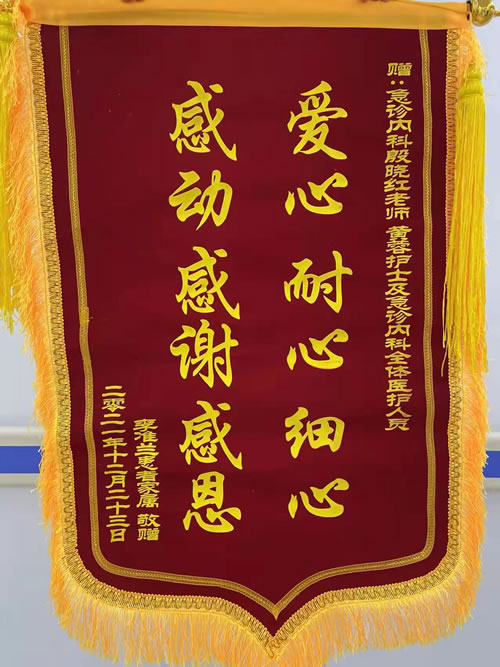 赠：急诊内科殷晓红老师 黄蓉护士及急诊内科全体医护人员
爱心 耐心 细心
感动 感谢 感恩
李淮兰患者家属 敬赠
二零二一年十二月二十三日